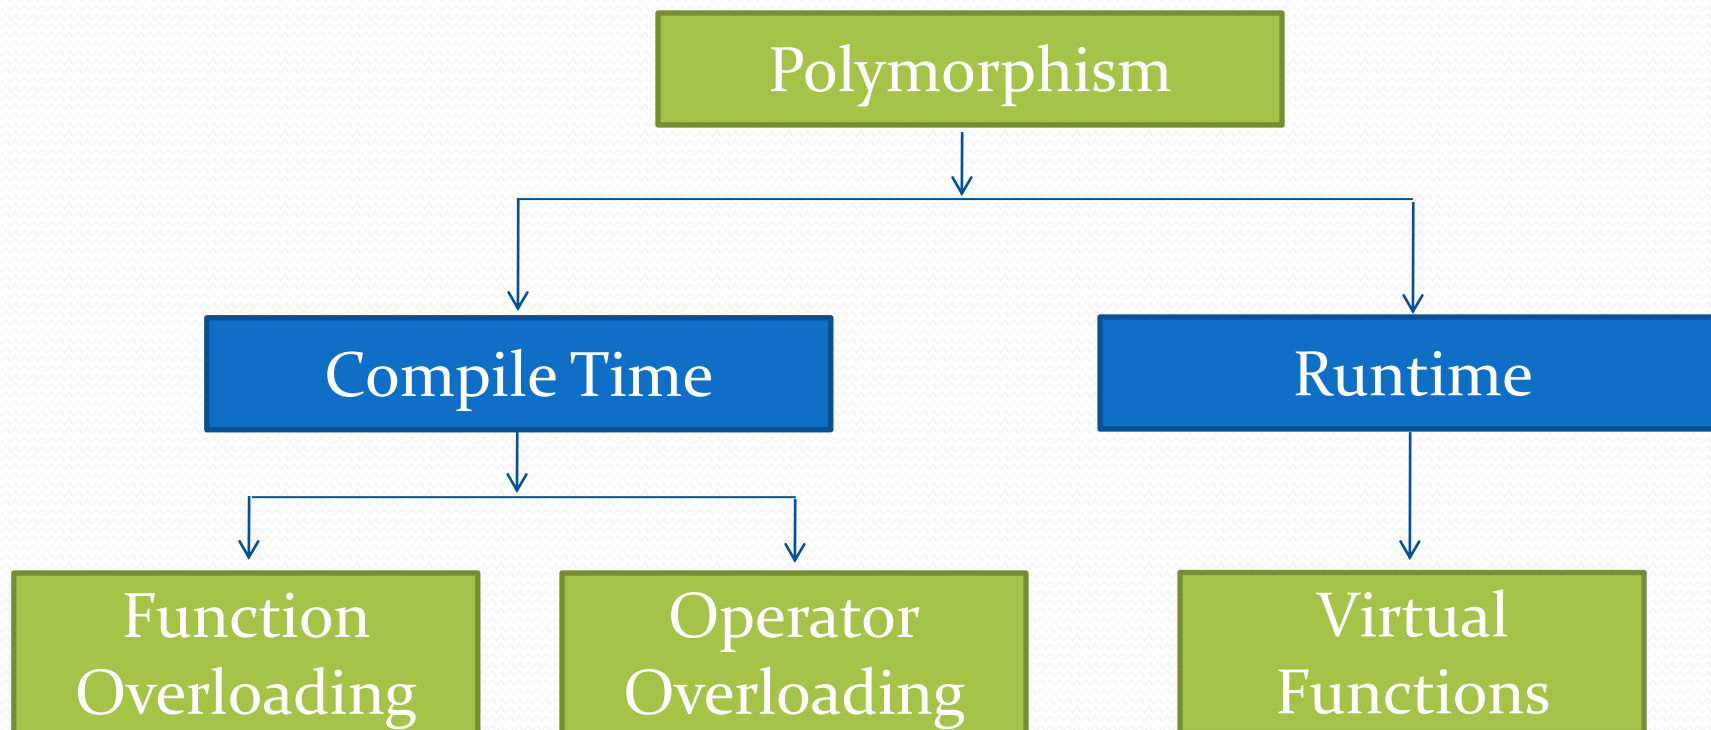 Polymorphism
Compile Time
Runtime
Function
Overloading
Operator
Overloading
Virtual
Functions